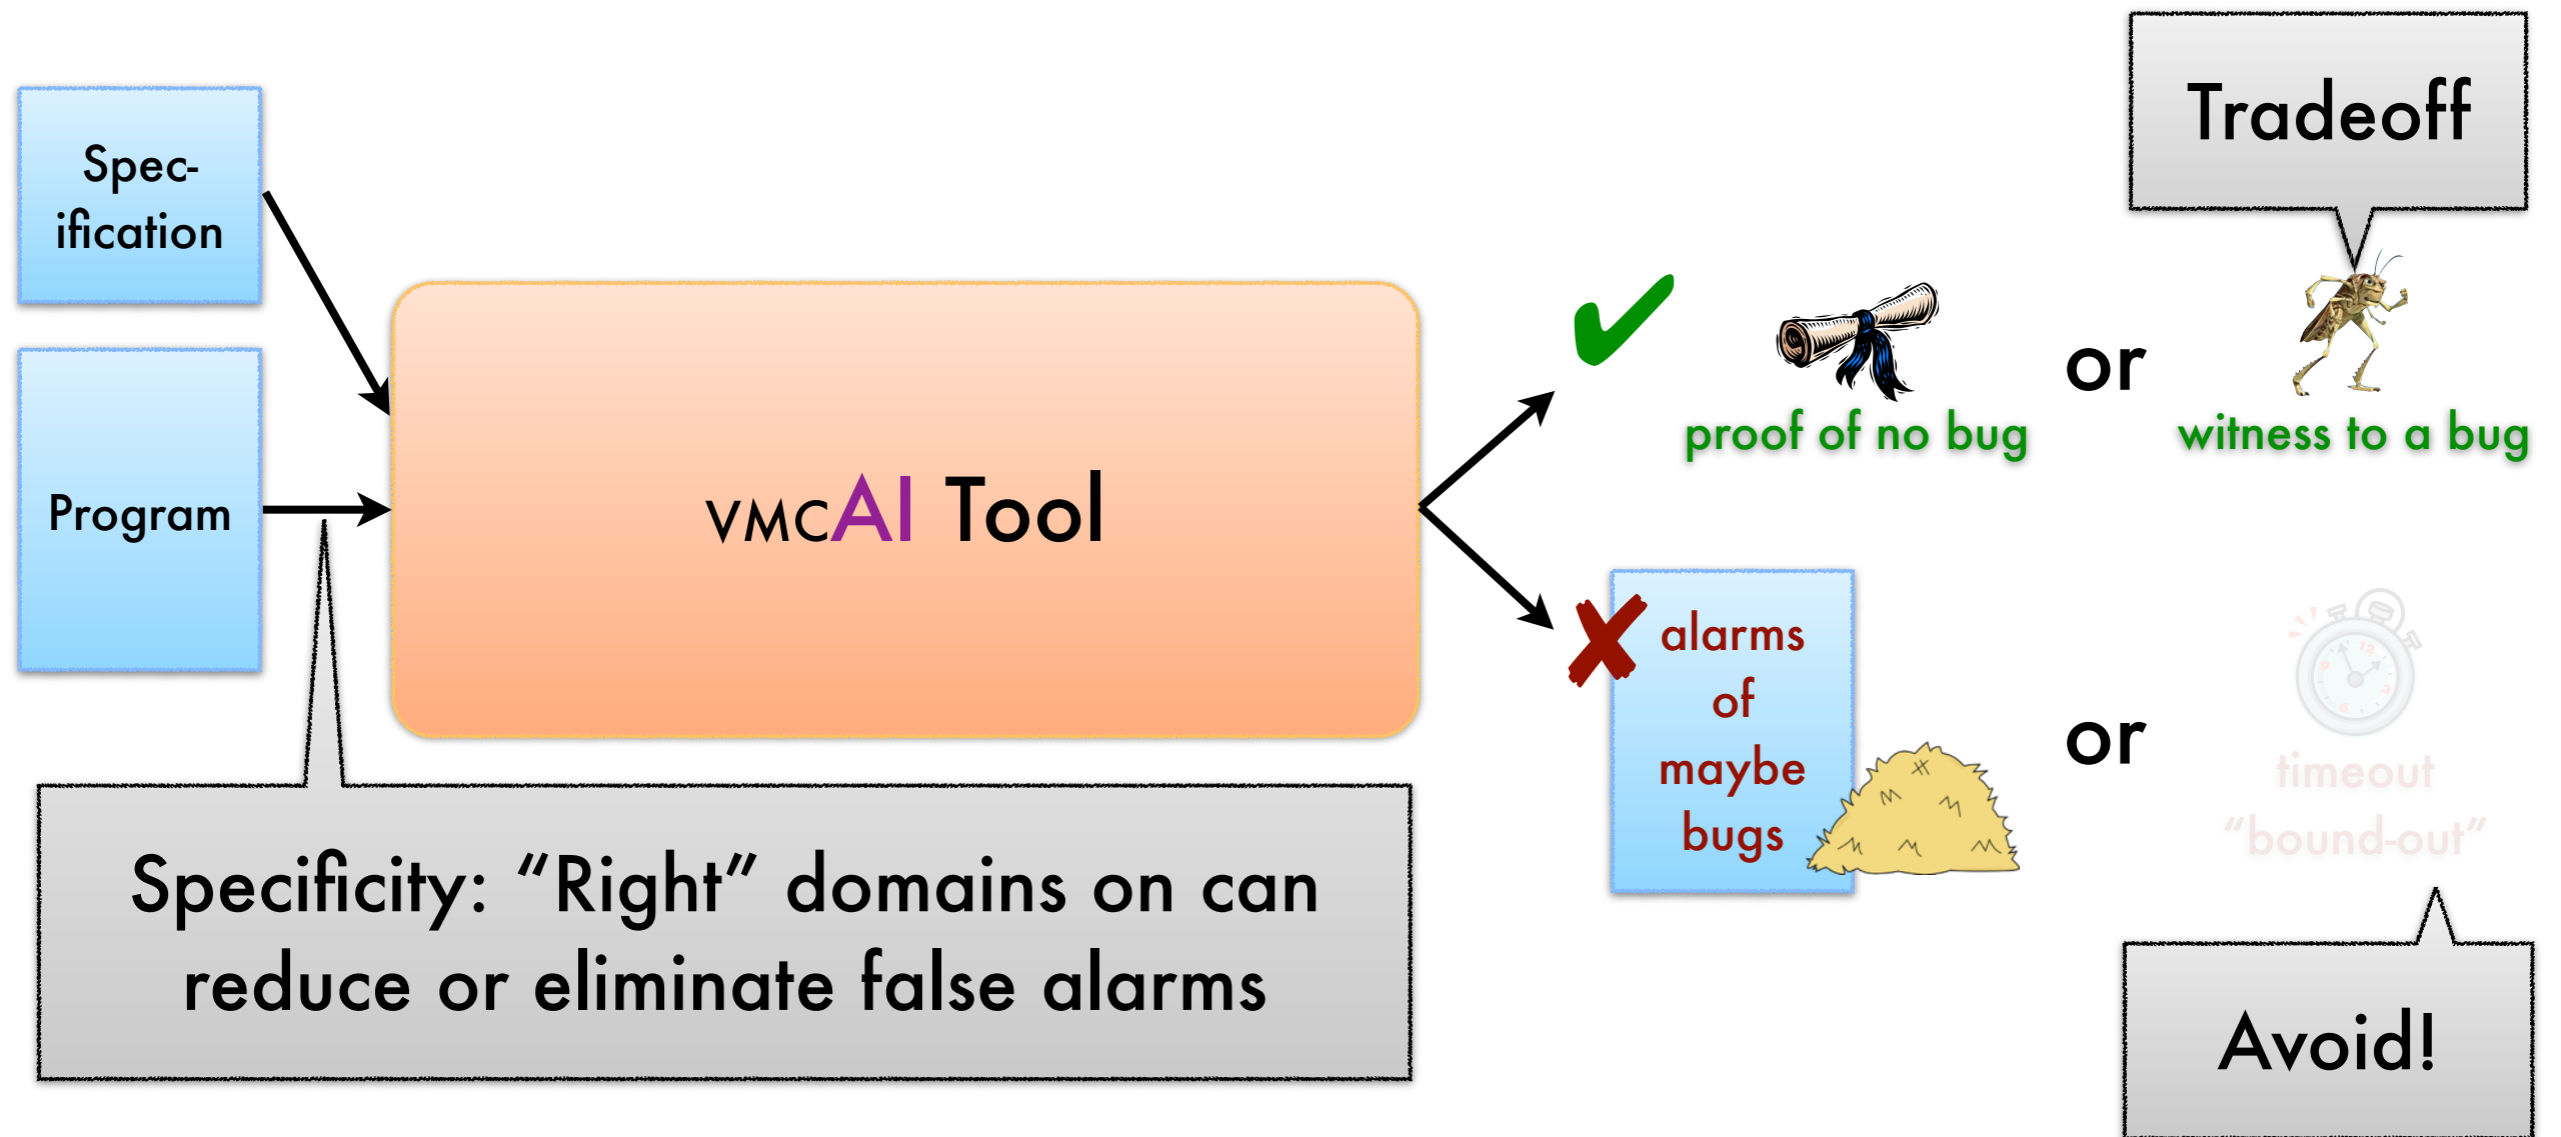 Tradeoff
Spec-
ification
Program
VMCAI Tool
proof of no bug
or
witness to a bug
alarms
of
maybe
bugs
or
timeout
“bound-out”
Specificity: “Right” domains on can
reduce or eliminate false alarms
Avoid!